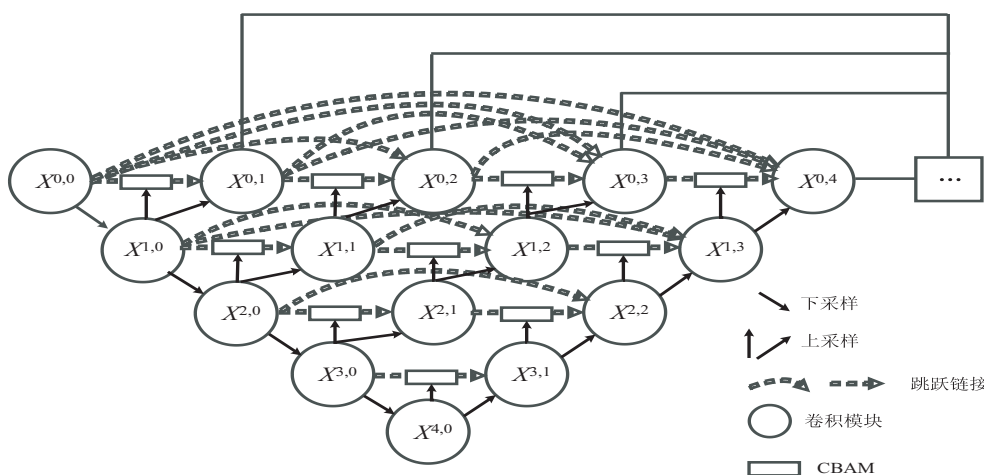 X0,0
X0,1
X0,2
X0,3
X0,4
...
X1,0
X1,1
X1,2
X1,3
X2,0
X2,1
X2,2
X3,0
X3,1
X4,0
下采样
上采样
跳跃链接
卷积模块
CBAM